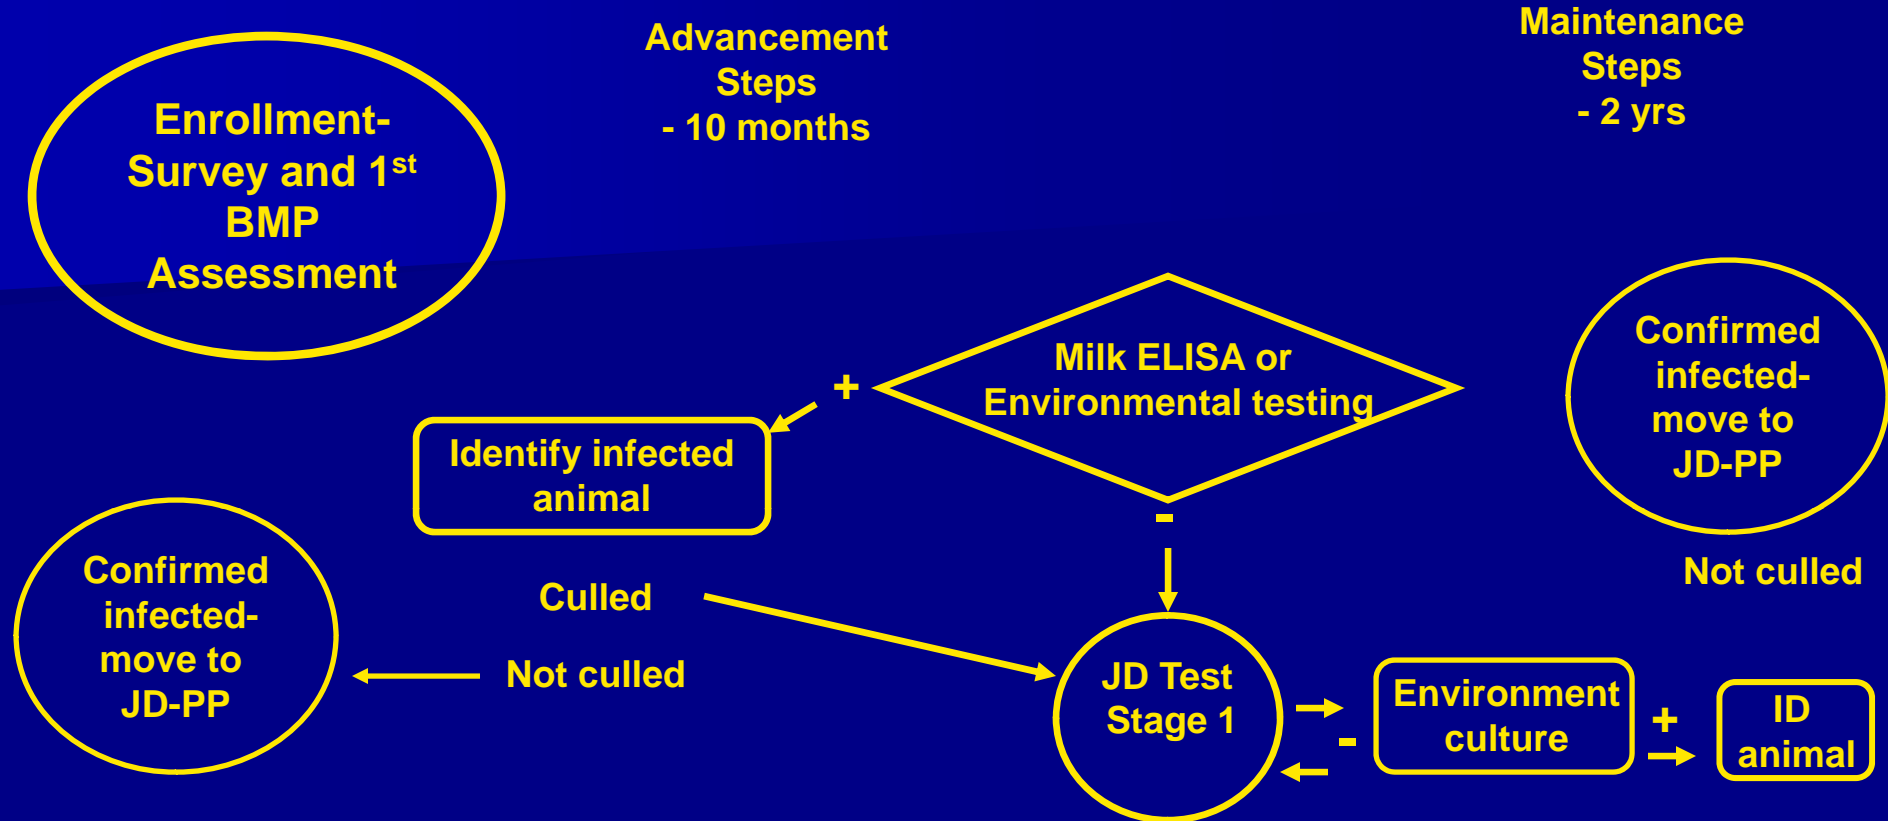 Enrollment-
Survey and 1st
BMP
Assessment
Advancement
Steps
- 10 months
Maintenance
Steps
- 2 yrs
Milk ELISA or
Environmental testing
+
-
Identify infected
animal
Confirmed
infected-
move to
JD-PP
Not culled
Culled
Not culled
Confirmed
infected-
move to
JD-PP
JD Test
Stage 1
-
Environment
culture
+
ID
animal